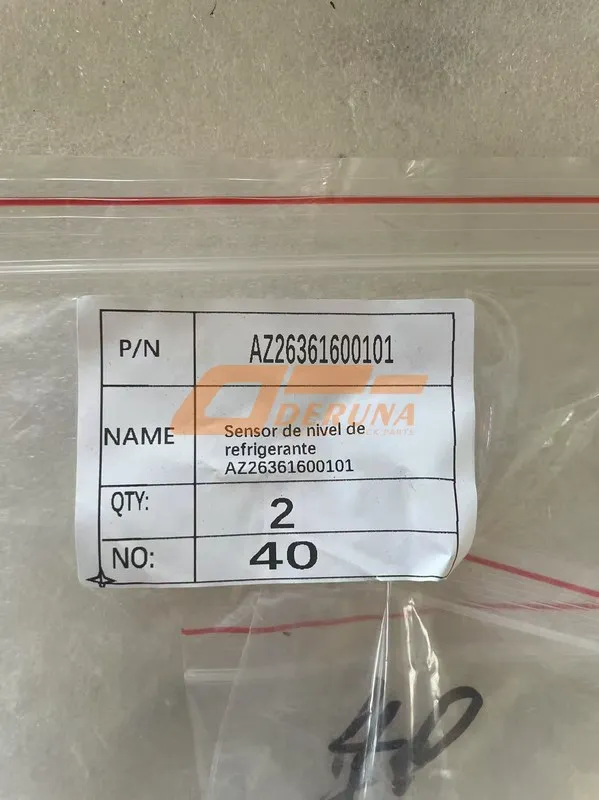 P/N AZ26361600101
DERUNA
NAME Sensor de nivel de
refrigerante
AZ26361600101
QTY: 2
NO: 40
40